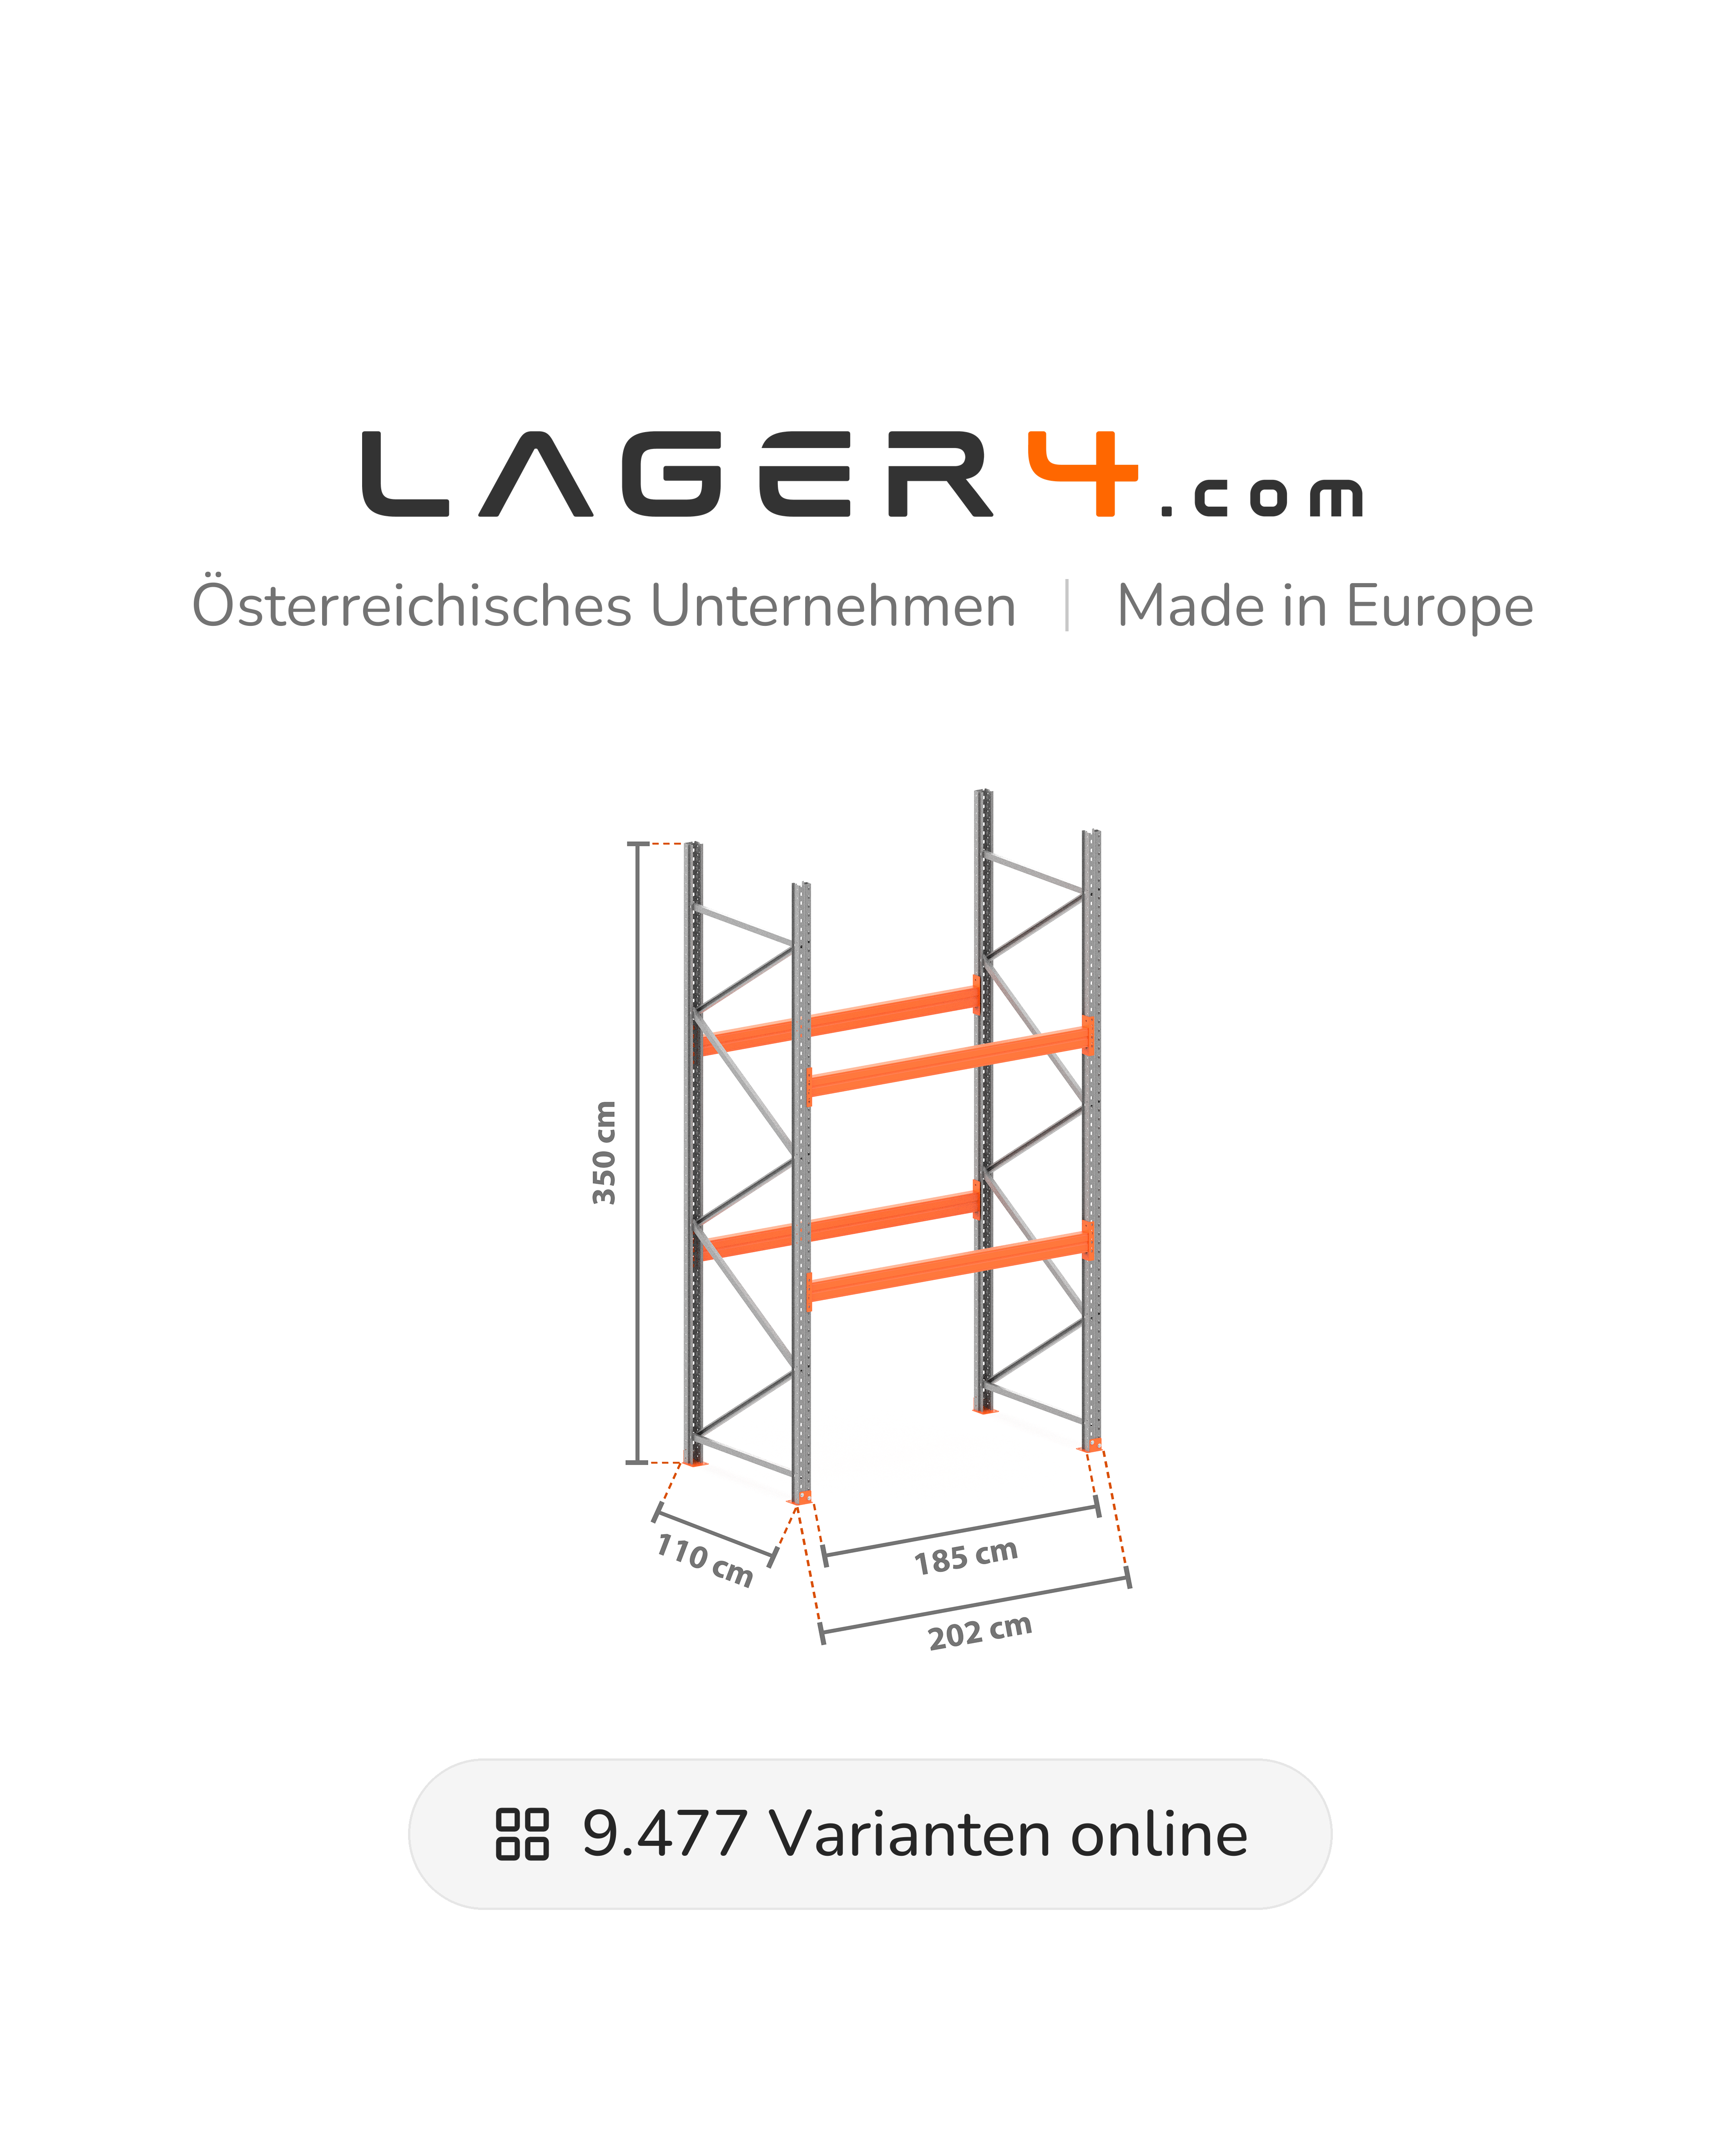 LAGER4.com
Österreichisches Unternehmen | Made in Europe
350 cm
110 cm
185 cm
202 cm
9.477 Varianten online